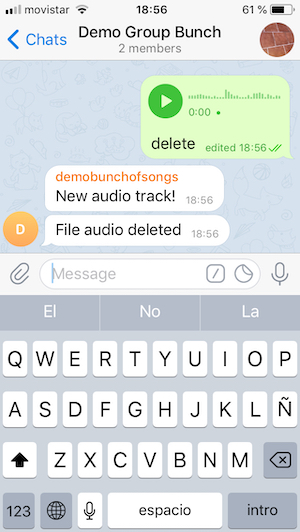 movistar 18:56 61 %
Chats Demo Group Bunch
2 members
0:00
delete edited 18:56
demobunchofsongs
New audio track! 18:56
D File audio deleted 18:56
Message
El No La
Q W E R T Y U I O P
A S D F G H J K L Ñ
Z X C V B N M
123 espacio intro